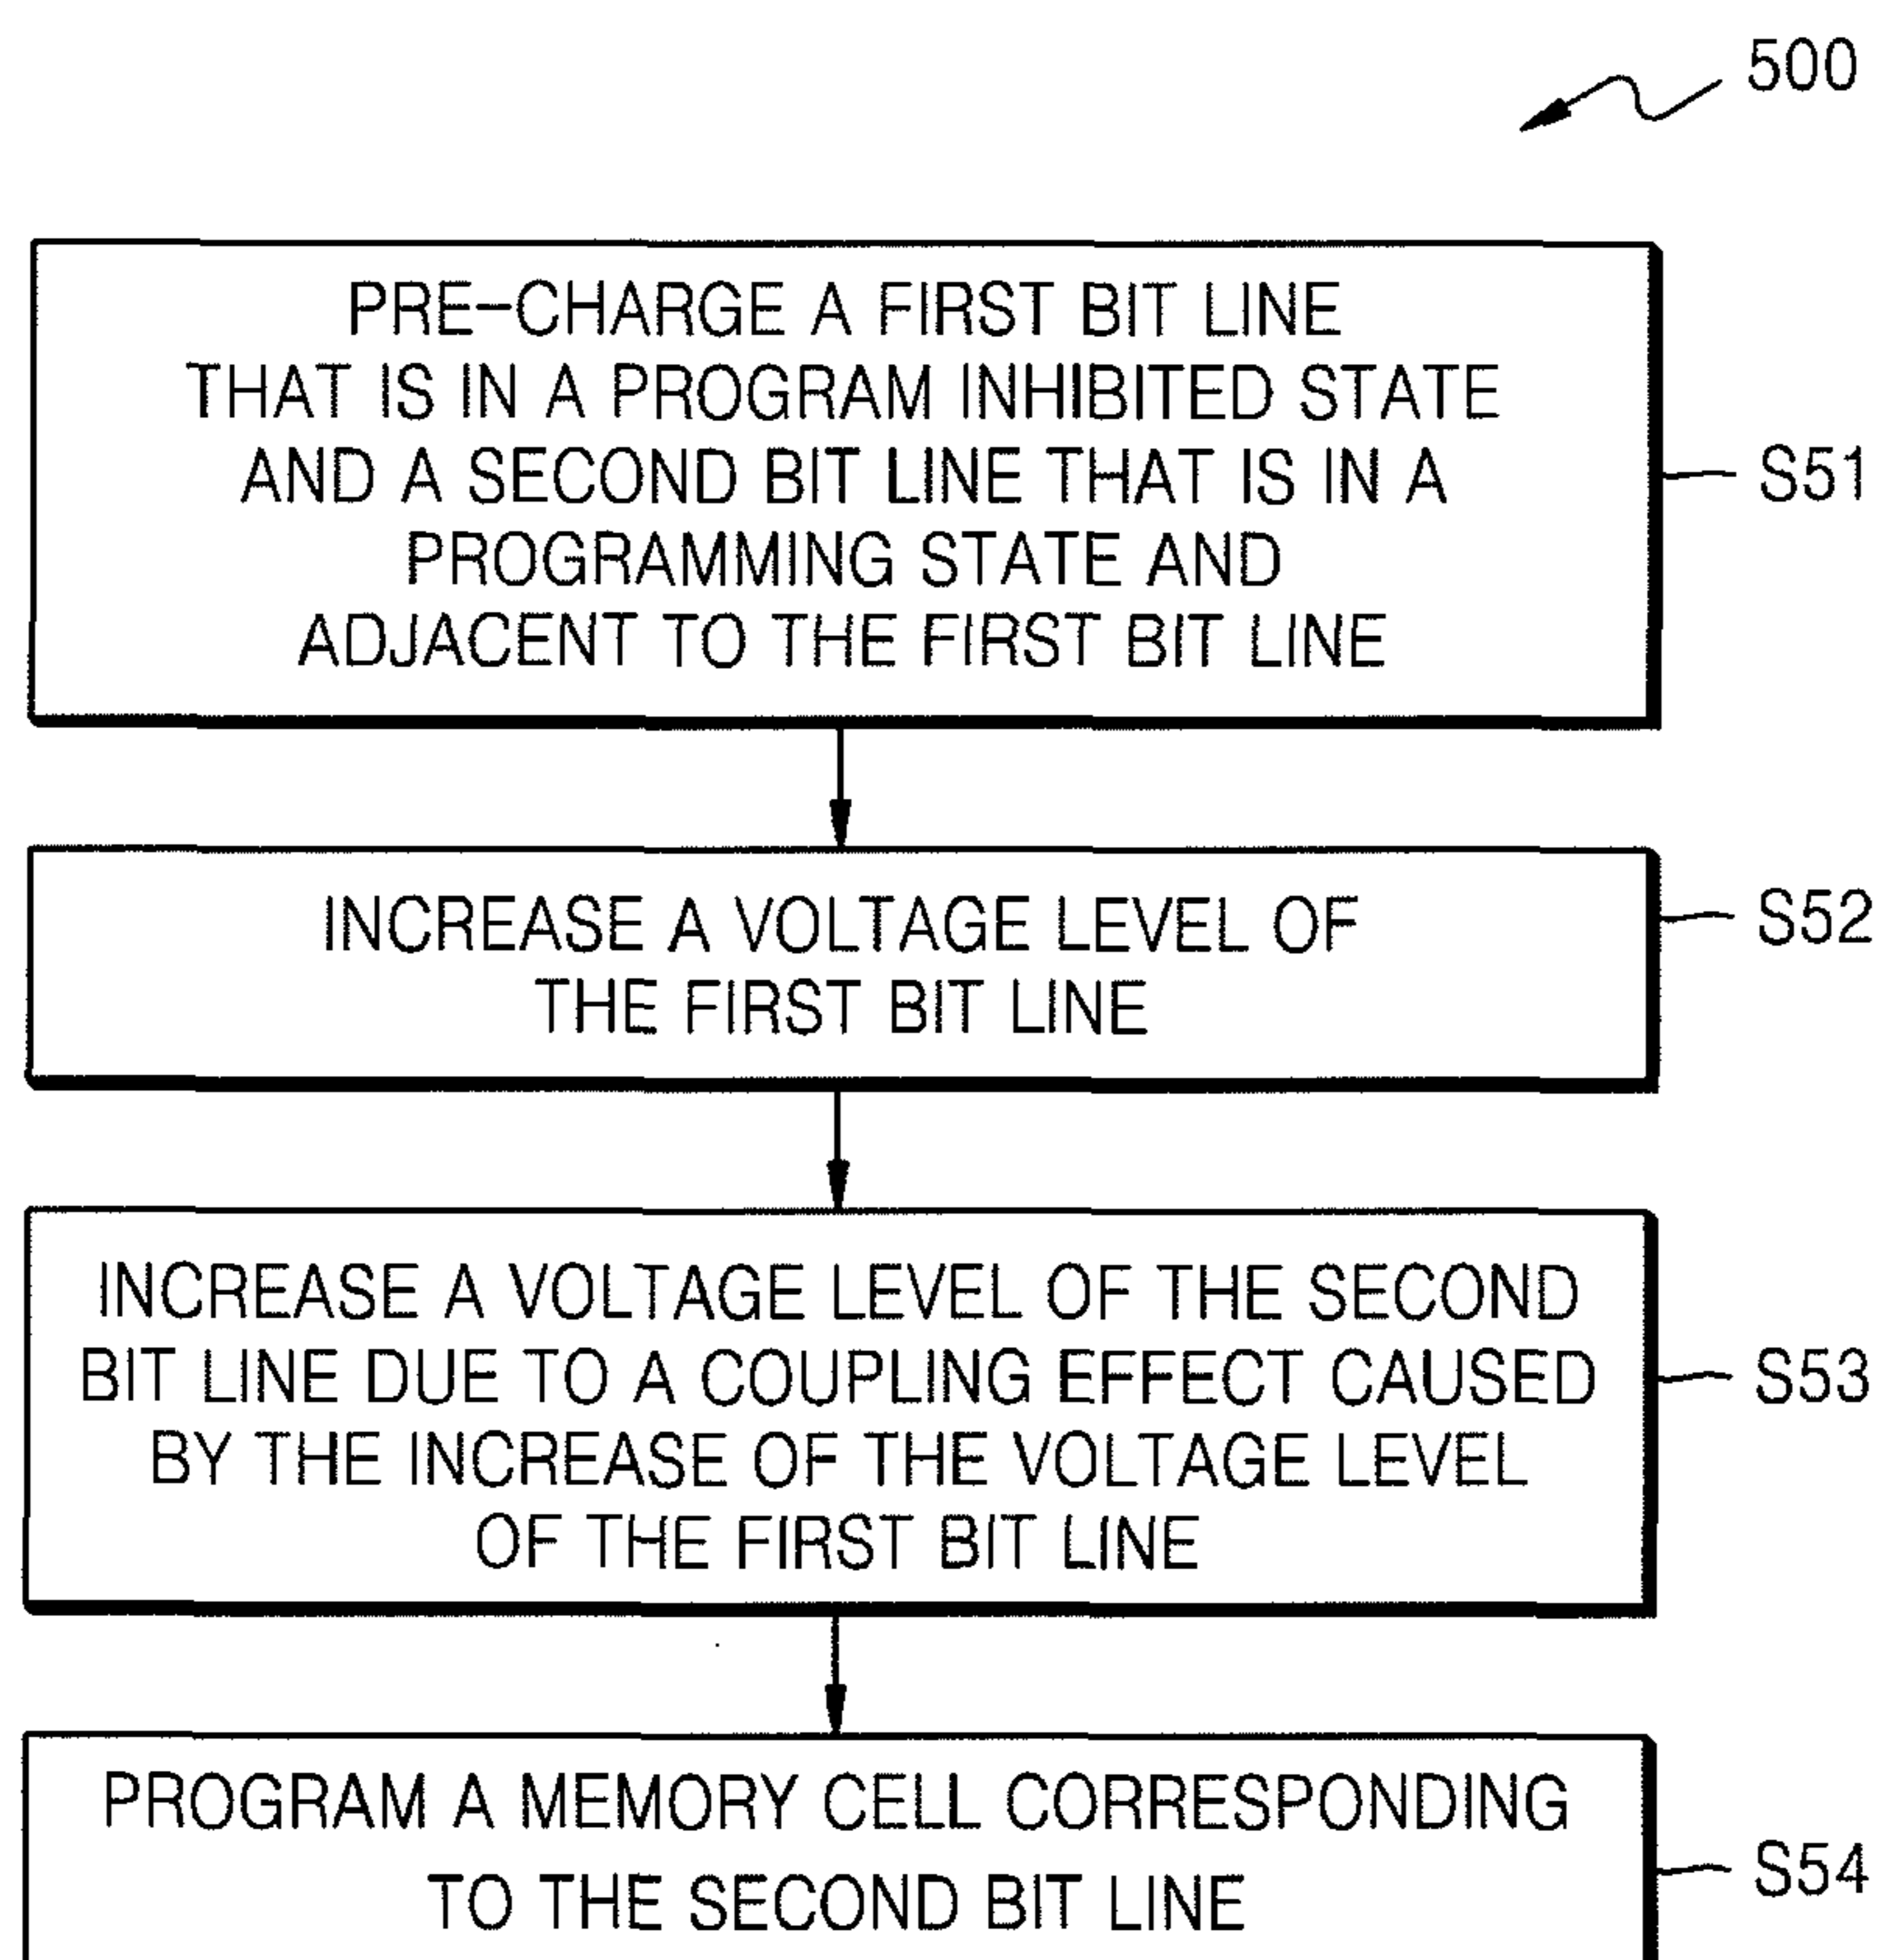 500
PRE-CHARGE A FIRST BIT LINE
THAT IS IN A PROGRAM INHIBITED STATE
AND A SECOND BIT LINE THAT IS IN A
PROGRAMMING STATE AND
ADJACENT TO THE FIRST BIT LINE
S51
INCREASE A VOLTAGE LEVEL OF
THE FIRST BIT LINE
S52
INCREASE A VOLTAGE LEVEL OF THE SECOND
BIT LINE DUE TO A COUPLING EFFECT CAUSED
BY THE INCREASE OF THE VOLTAGE LEVEL
OF THE FIRST BIT LINE
S53
PROGRAM A MEMORY CELL CORRESPONDING
TO THE SECOND BIT LINE
S54